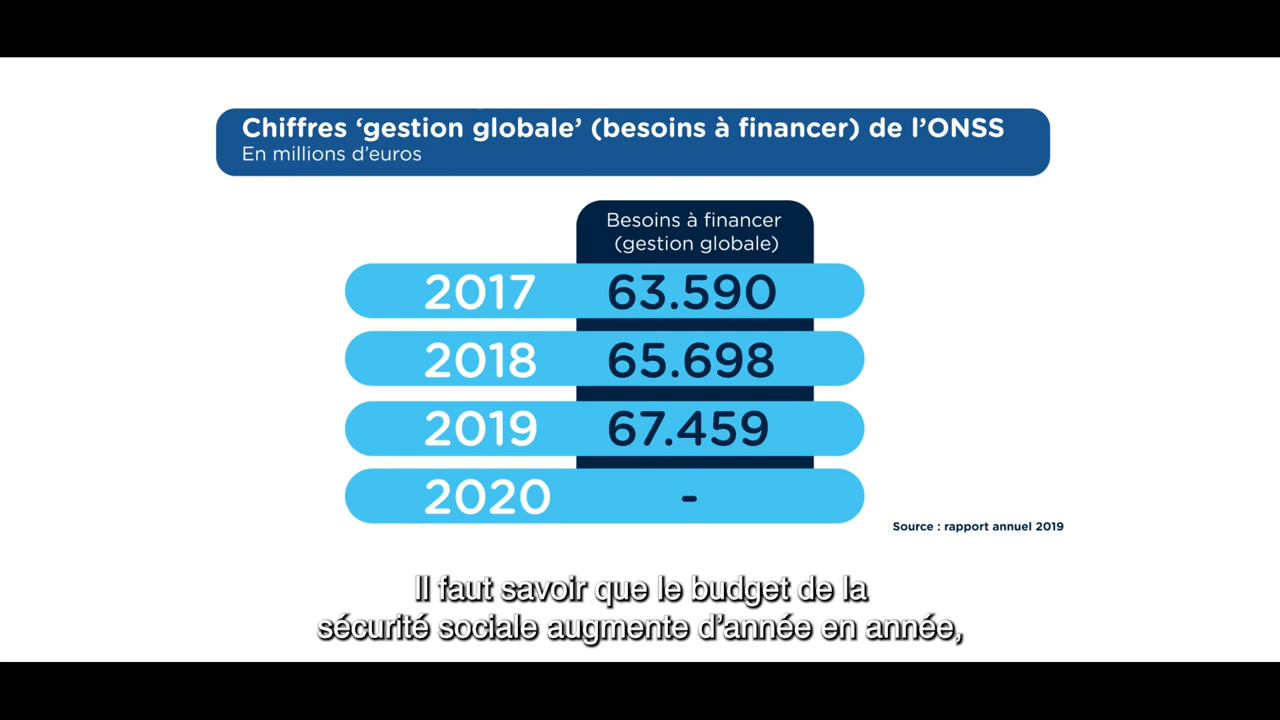 Chiffres ‘gestion globale’ (besoins à financer) de l’ONSS
En millions d’euros
Besoins à financer
(gestion globale)
2017 63.590
2018 65.698
2019 67.459
2020 -
Source : rapport annuel 2019
Il faut savoir que le budget de la
sécurité sociale augmente d’année en année,